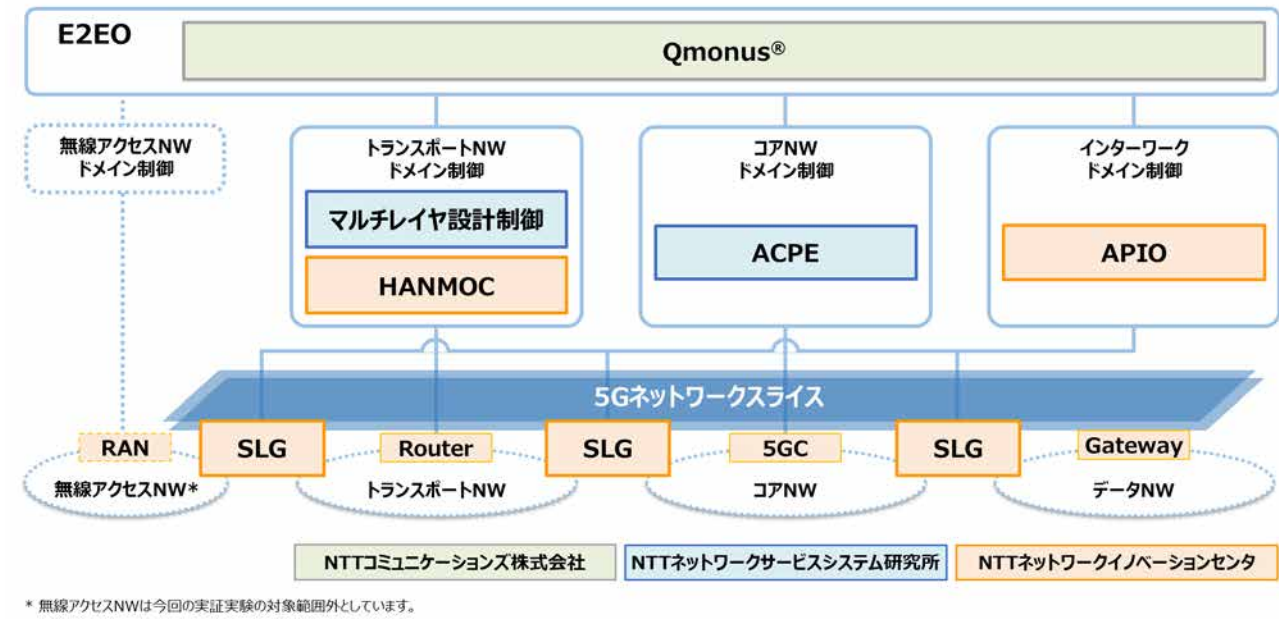 E2EO
Qmonus®
無線アクセスNW
ドメイン制御
トランスポートNW
ドメイン制御
マルチレイヤ設計制御
HANMOC
コアNW
ドメイン制御
ACPE
インターワーク
ドメイン制御
APIO
5Gネットワークスライス
RAN
SLG
Router
SLG
5GC
SLG
Gateway
無線アクセスNW*
トランスポートNW
コアNW
データNW
NTTコミュニケーションズ株式会社
NTTネットワークサービスシステム研究所
NTTネットワークイノベーションセンタ
* 無線アクセスNWは今回の実証実験の対象範囲外としています。